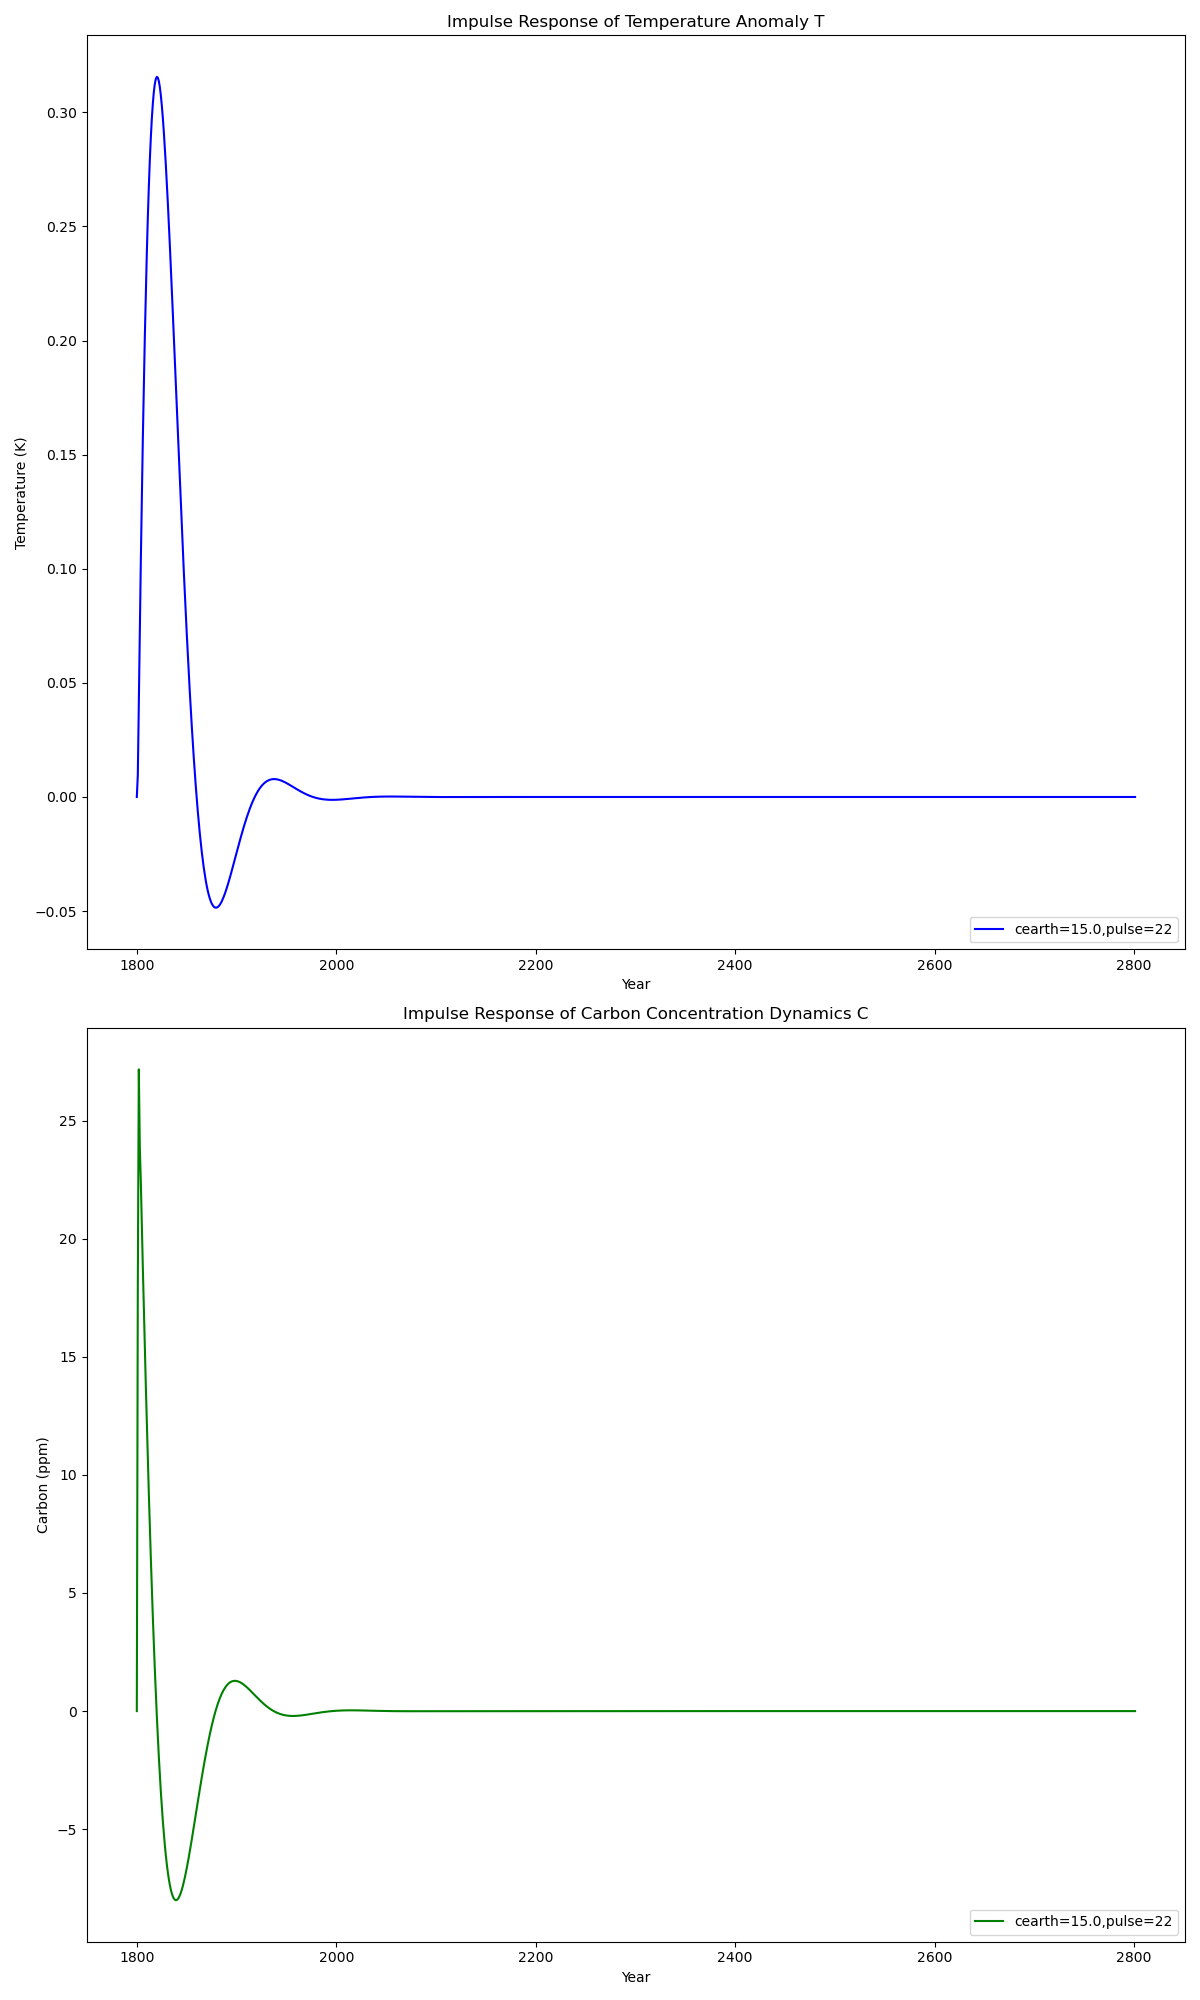 Impulse Response of Temperature Anomaly T
0.30
0.25
0.20
0.15
0.10
0.05
0.00
−0.05
Temperature (K)
cearth=15.0,pulse=22
1800 2000 2200 2400 2600 2800
Year
Impulse Response of Carbon Concentration Dynamics C
25
20
15
10
5
0
−5
Carbon (ppm)
cearth=15.0,pulse=22
1800 2000 2200 2400 2600 2800
Year